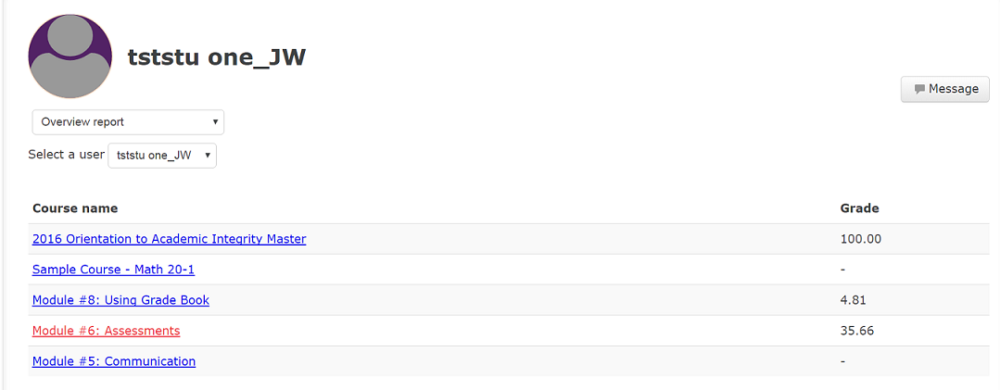 tststu one_JW
Message
Overview report
Select a user tststu one_JW
Course name Grade
2016 Orientation to Academic Integrity Master 100.00
Sample Course - Math 20-1 -
Module #8: Using Grade Book 4.81
Module #6: Assessments 35.66
Module #5: Communication -